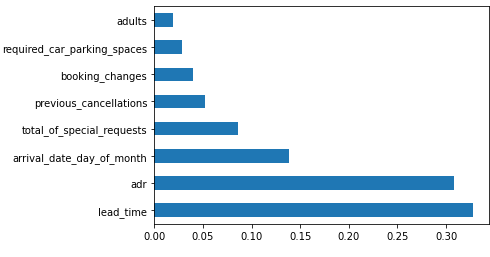 adults
required_car_parking_spaces
booking_changes
previous_cancellations
total_of_special_requests
arrival_date_day_of_month
adr
lead_time
0.00 0.05 0.10 0.15 0.20 0.25 0.30